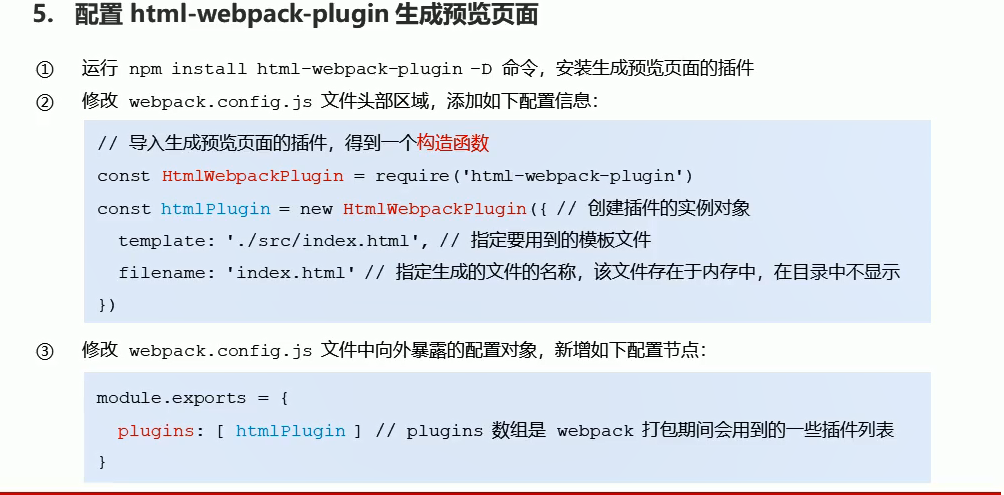 5. 配置 html-webpack-plugin 生成预览页面
① 运行 npm install html-webpack-plugin -D 命令，安装生成预览页面的插件
② 修改 webpack.config.js 文件头部区域，添加如下配置信息：
// 导入生成预览页面的插件，得到一个构造函数
const HtmlWebpackPlugin = require('html-webpack-plugin')
const htmlPlugin = new HtmlWebpackPlugin({ // 创建插件的实例对象
template: './src/index.html', // 指定要用到的模板文件
filename: 'index.html' // 指定生成的文件的名称，该文件存在于内存中，在目录中不显示
})
③ 修改 webpack.config.js 文件中向外暴露的配置对象，新增如下配置节点：
module.exports = {
plugins: [ htmlPlugin ] // plugins 数组是 webpack 打包期间会用到的一些插件列表
}